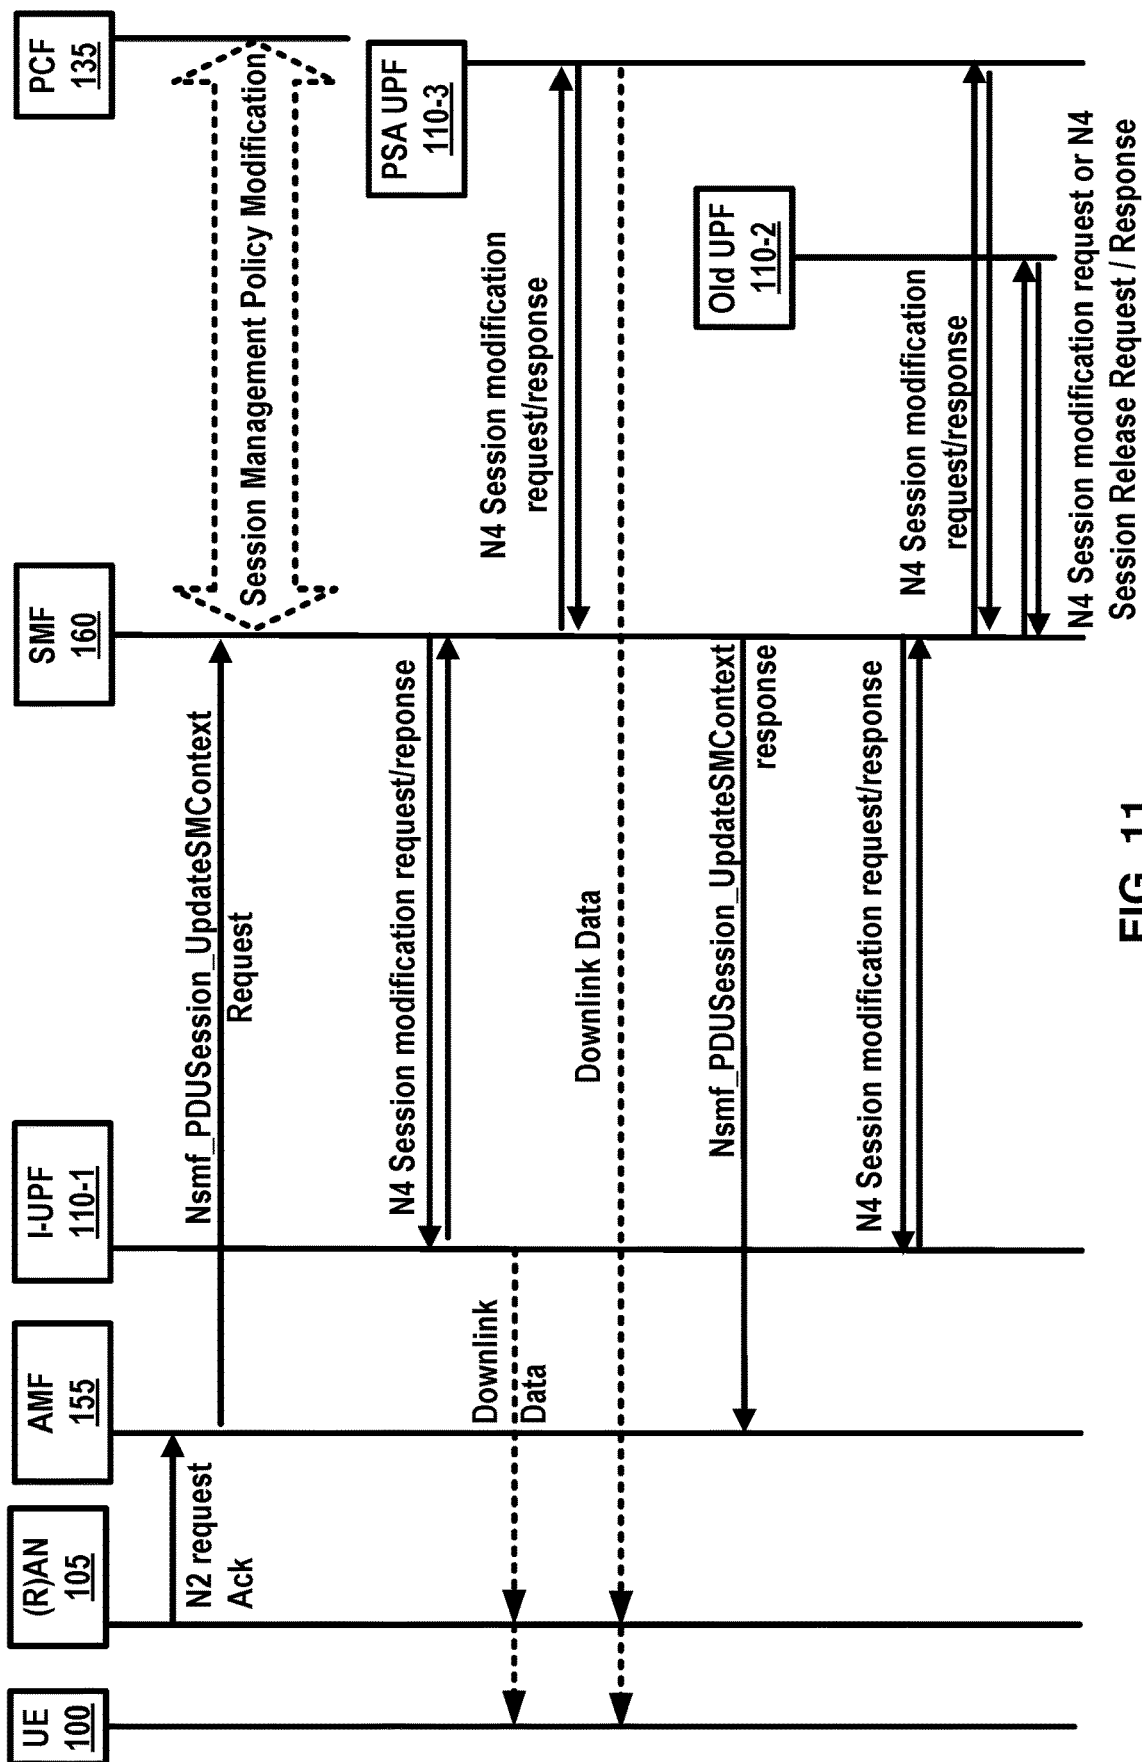 UE
100
(R)AN
105
AMF
155
I-UPF
110-1
SMF
160
PCF
135
N2 request
Ack
Nsmf_PDUSession_UpdateSMContext
Request
Session Management Policy Modification
PSA UPF
110-3
N4 Session modification request/reponse
Downlink
Data
N4 Session modification
request/response
Downlink Data
Old UPF
110-2
Nsmf_PDUSession_UpdateSMContext
response
N4 Session modification request/response
N4 Session modification
request/response
N4 Session modification request or N4
Session Release Request / Response
FIG. 11